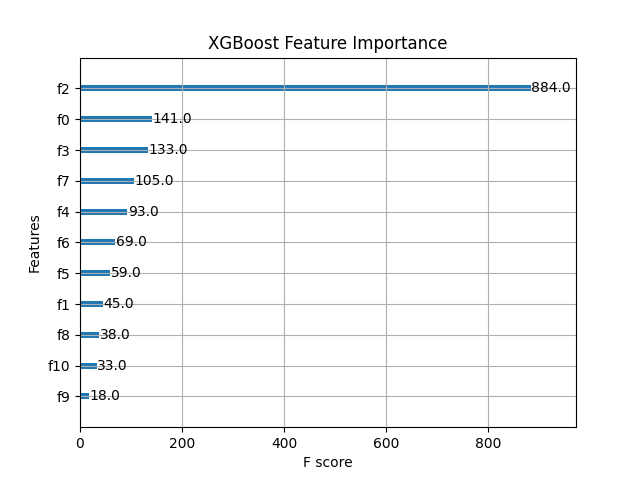 XGBoost Feature Importance
f2
884.0
f0
141.0
f3
133.0
f7
105.0
f4
93.0
f6
69.0
f5
59.0
f1
45.0
f8
38.0
f10
33.0
f9
18.0
Features
0 200 400 600 800
F score